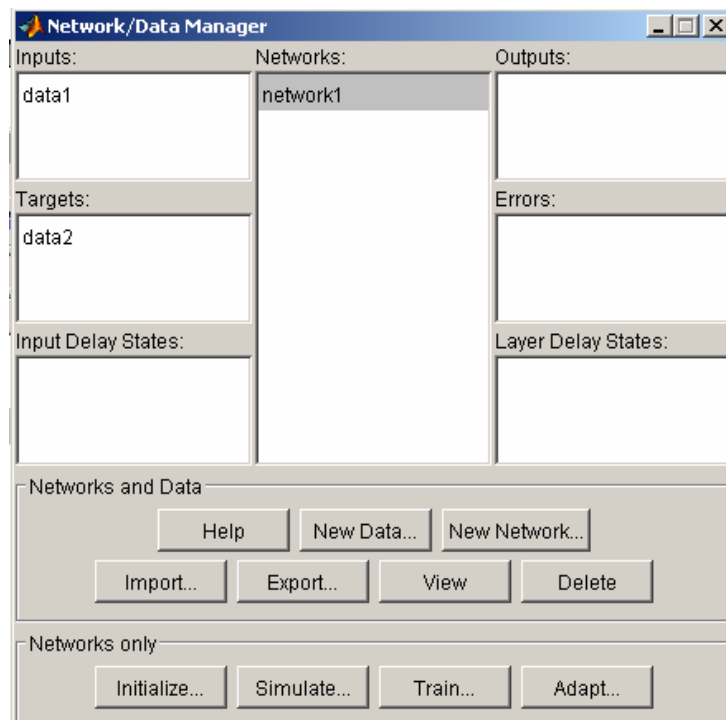 Network/Data Manager
Inputs: Networks: Outputs:
data1 network1
Targets: Errors:
data2
Input Delay States: Layer Delay States:
Networks and Data
Help New Data... New Network...
Import... Export... View Delete
Networks only
Initialize... Simulate... Train... Adapt...